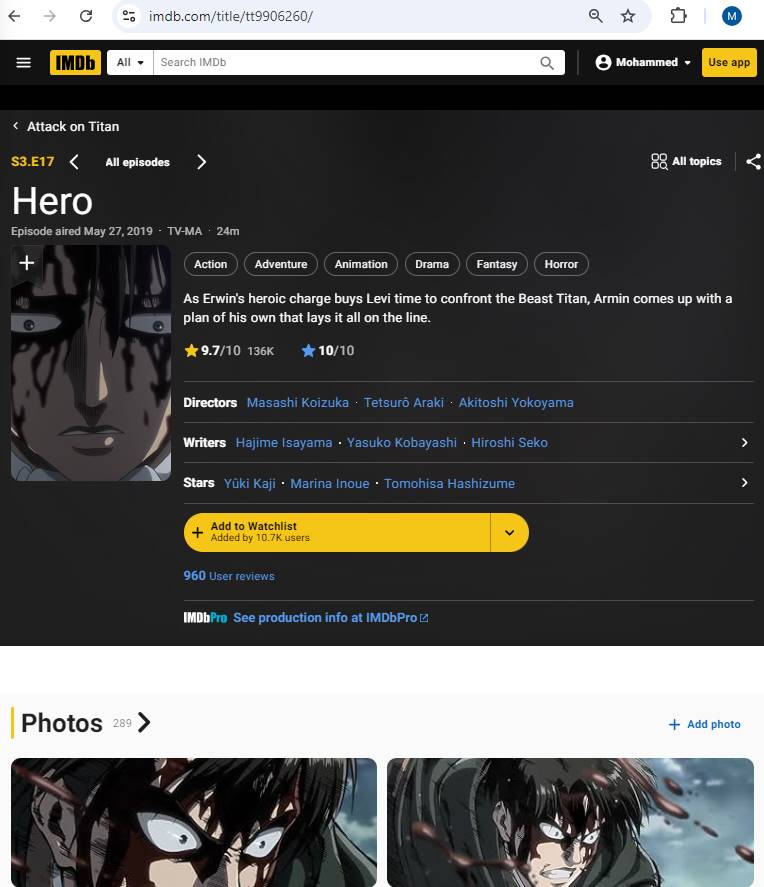 imdb.com/title/tt9906260/
M
IMDb All Search IMDb Mohammed Use app
Attack on Titan
S3.E17 All episodes All topics
Hero
Episode aired May 27, 2019 · TV-MA · 24m
Action Adventure Animation Drama Fantasy Horror
As Erwin's heroic charge buys Levi time to confront the Beast Titan, Armin comes up with a
plan of his own that lays it all on the line.
9.7/10 136K 10/10
Directors Masashi Koizuka · Tetsurō Araki · Akitoshi Yokoyama
Writers Hajime Isayama · Yasuko Kobayashi · Hiroshi Seko
Stars Yûki Kaji · Marina Inoue · Tomohisa Hashizume
Add to Watchlist
Added by 10.7K users
960 User reviews
IMDbPro See production info at IMDbPro
Photos 289 Add photo